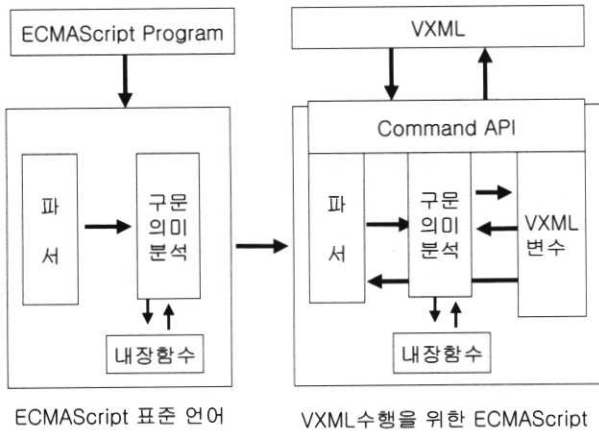 ECMAScript Program
파
서
구문
의미
분석
내장함수
ECMAScript 표준 언어
VXML
Command API
파
서
구문
의미
분석
VXML
변수
내장함수
VXML수행을 위한 ECMAScript